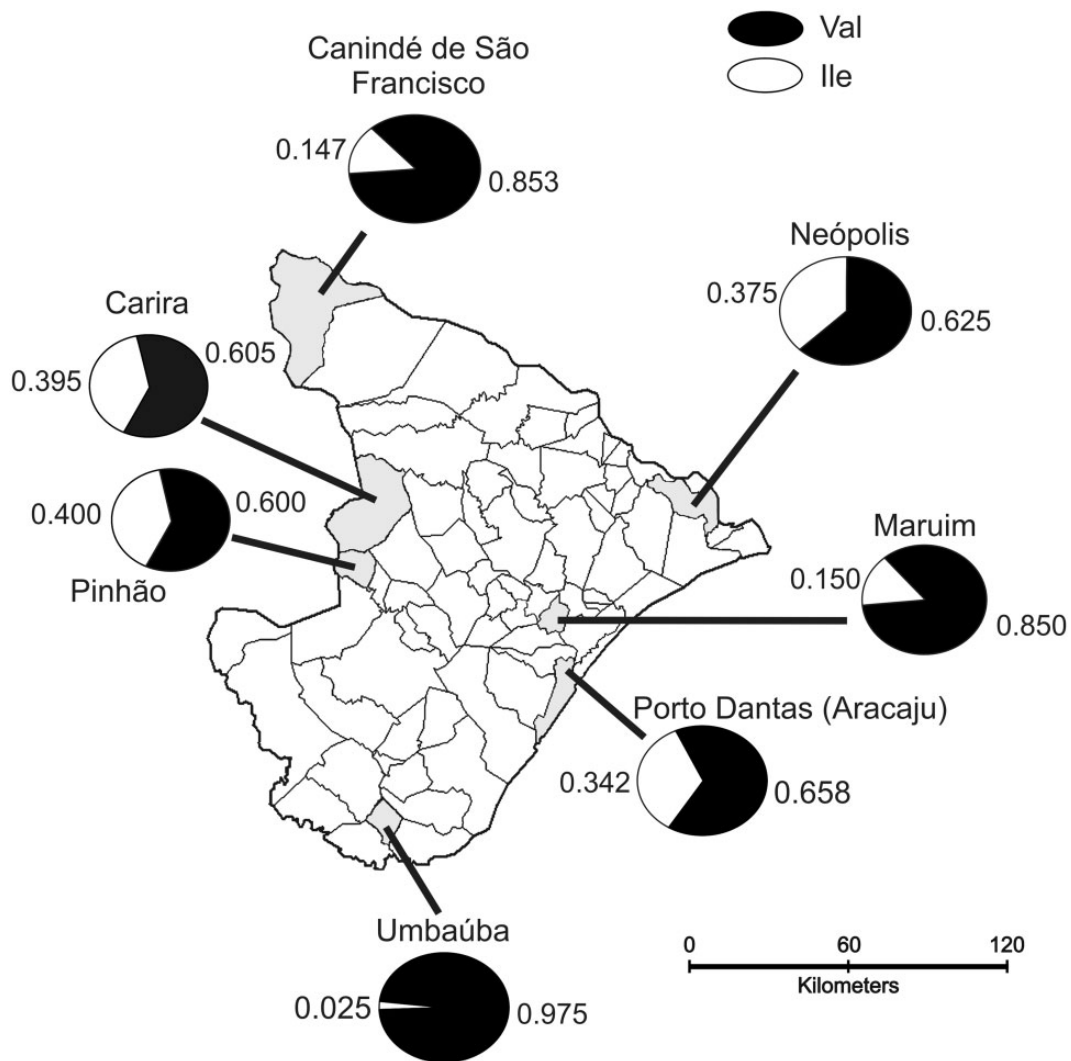 Val
Ile
Canindé de São
Francisco
0.147
0.853
Neópolis
0.375
0.625
Carira
0.605
0.395
0.400
0.600
Pinhão
Maruim
0.150
0.850
Porto Dantas (Aracaju)
0.342
0.658
Umbaúba
0.025
0.975
0 60 120
Kilometers